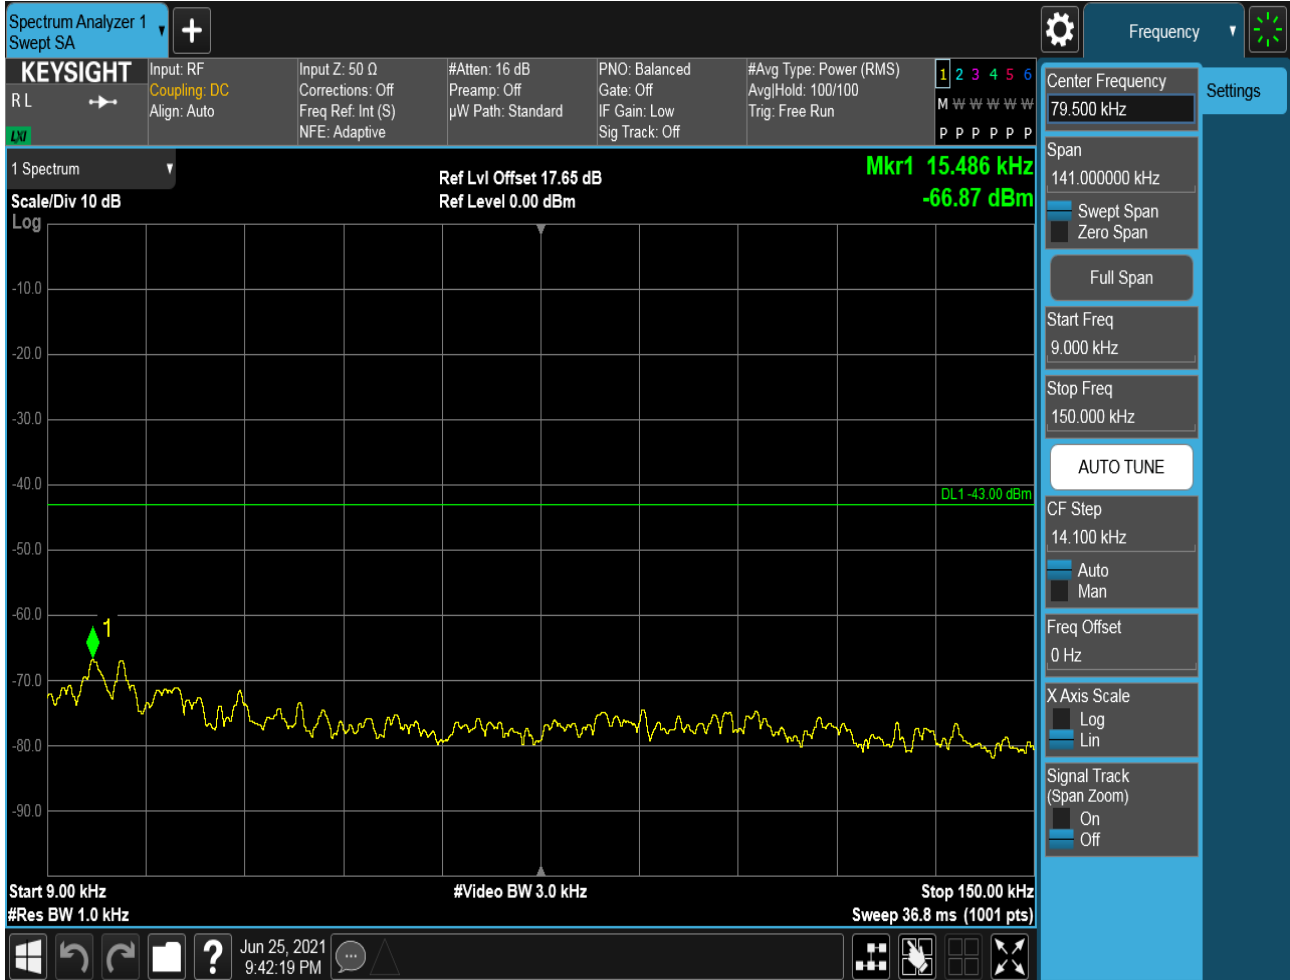 Spectrum Analyzer 1
Swept SA
Frequency
KEYSIGHT
R L
LXI
Input: RF
Coupling: DC
Align: Auto
Input Z: 50 Ω
Corrections: Off
Freq Ref: Int (S)
NFE: Adaptive
#Atten: 16 dB
Preamp: Off
µW Path: Standard
PNO: Balanced
Gate: Off
IF Gain: Low
Sig Track: Off
#Avg Type: Power (RMS)
Avg|Hold: 100/100
Trig: Free Run
1 2 3 4 5 6
M W W W W W
P P P P P P
Center Frequency
79.500 kHz
Settings
Span
141.000000 kHz
Swept Span
Zero Span
Full Span
Start Freq
9.000 kHz
Stop Freq
150.000 kHz
AUTO TUNE
CF Step
14.100 kHz
Auto
Man
Freq Offset
0 Hz
X Axis Scale
Log
Lin
Signal Track
(Span Zoom)
On
Off
1 Spectrum
Scale/Div 10 dB
Log
Ref Lvl Offset 17.65 dB
Ref Level 0.00 dBm
Mkr1 15.486 kHz
-66.87 dBm
-10.0
-20.0
-30.0
-40.0
DL1 -43.00 dBm
-50.0
-60.0
1
-70.0
-80.0
-90.0
Start 9.00 kHz
#Video BW 3.0 kHz
Stop 150.00 kHz
#Res BW 1.0 kHz
Sweep 36.8 ms (1001 pts)
?
Jun 25, 2021
9:42:19 PM